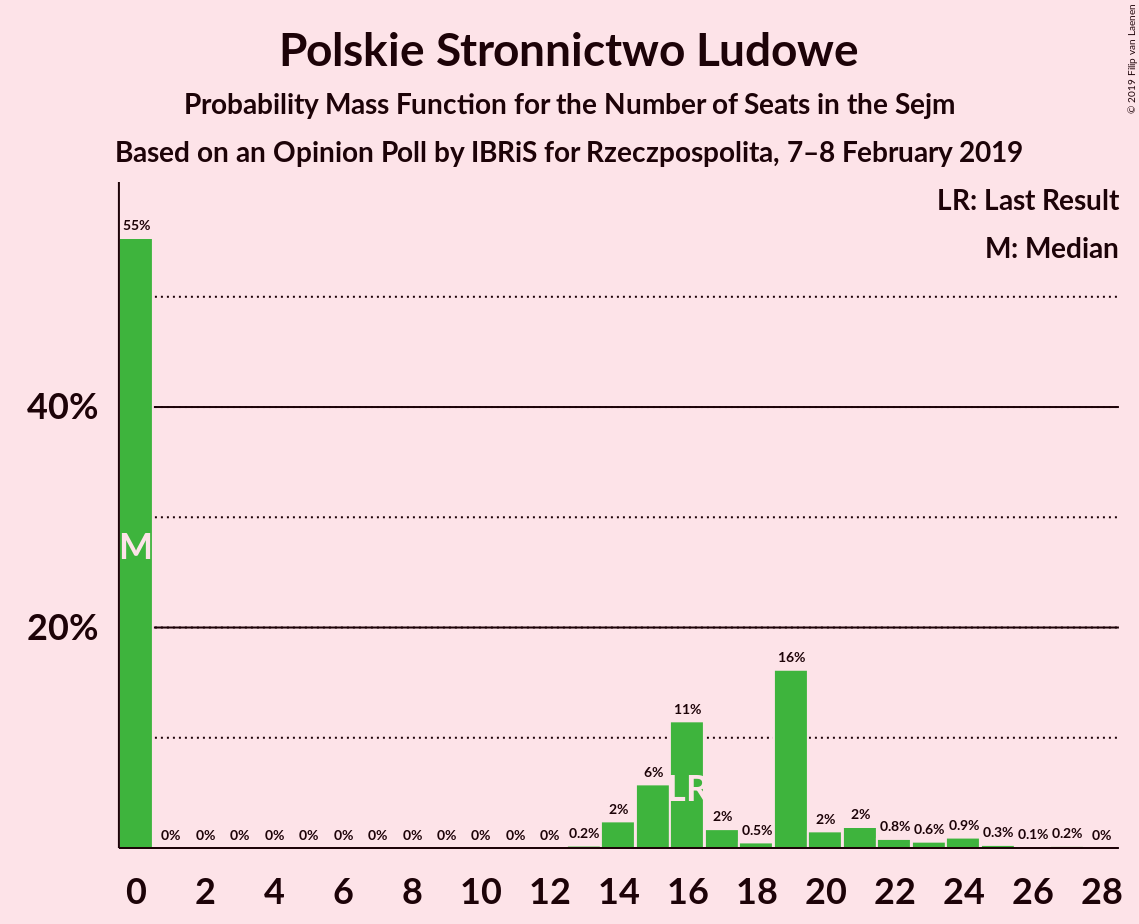 Polskie Stronnictwo Ludowe
Probability Mass Function for the Number of Seats in the Sejm
Based on an Opinion Poll by IBRiS for Rzeczpospolita, 7–8 February 2019
© 2019 Filip van Laenen
LR: Last Result
M: Median
55%
40%
20%
M
LR
0% 0% 0% 0% 0% 0% 0% 0% 0% 0% 0% 0% 0.2% 2% 6% 11% 2% 0.5% 16% 2% 2% 0.8% 0.6% 0.9% 0.3% 0.1% 0.2% 0%
0 2 4 6 8 10 12 14 16 18 20 22 24 26 28